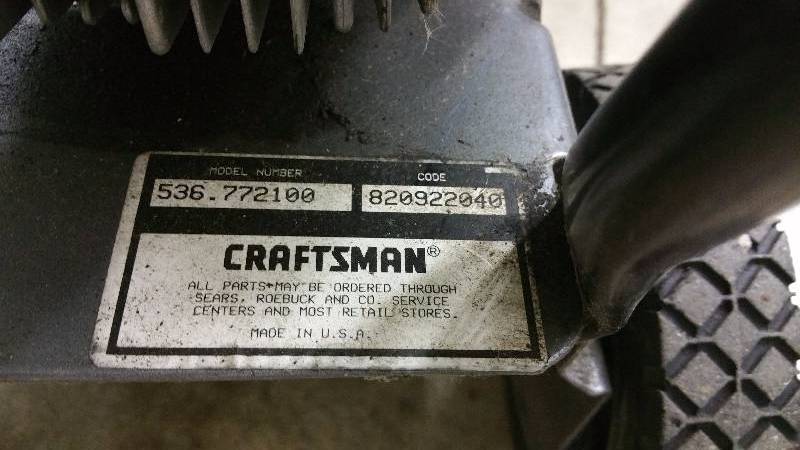 MODEL NUMBER CODE
536.772100 820922040
CRAFTSMAN®
ALL PARTS MAY BE ORDERED THROUGH
SEARS, ROEBUCK AND CO. SERVICE
CENTERS AND MOST RETAIL STORES.
MADE IN U.S.A.